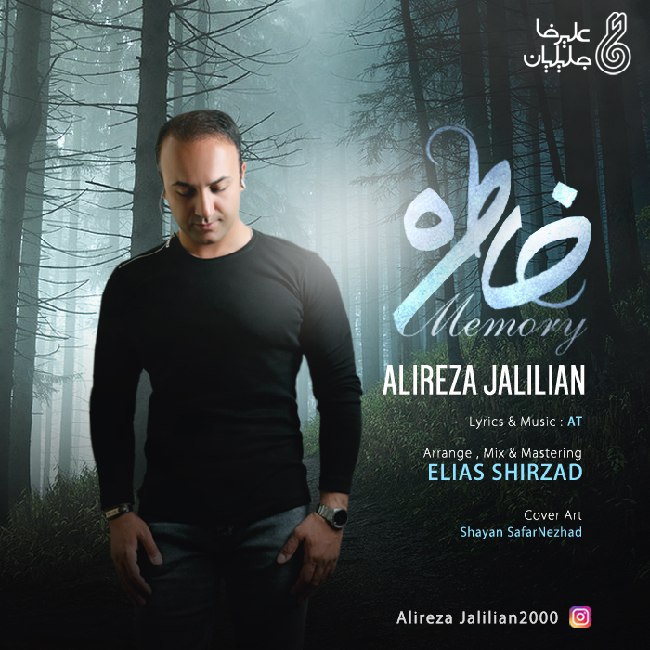 علیرضا
جلیلیان
خاطره
Memory
ALIREZA JALILIAN
Lyrics & Music : AT
Arrange , Mix & Mastering
ELIAS SHIRZAD
Cover Art
Shayan SafarNezhad
Alireza Jalilian2000